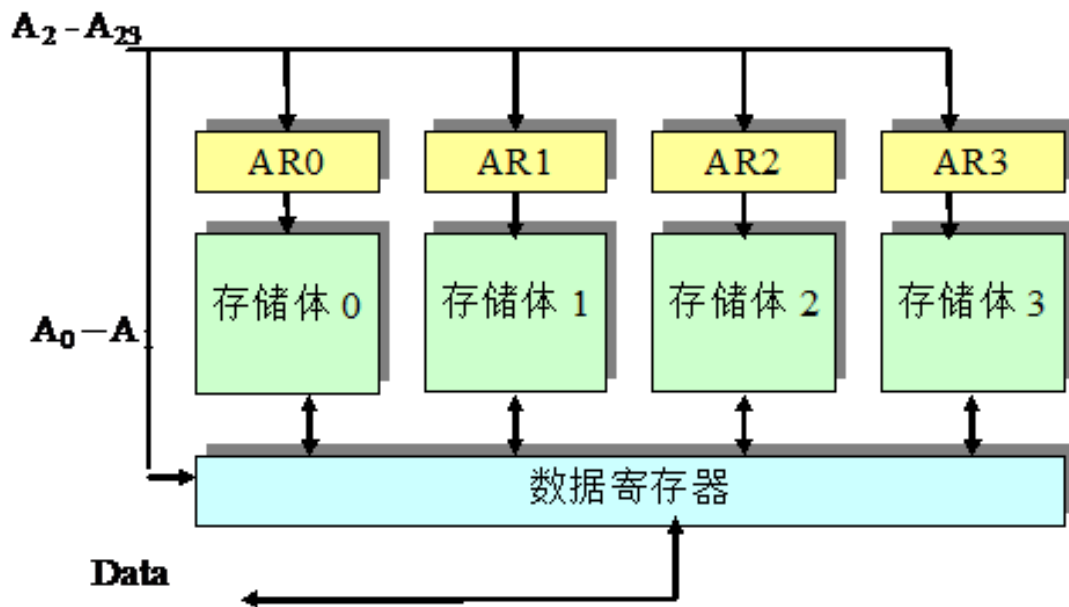 A₂-A₂₉
AR0 AR1 AR2 AR3
存储体 0 存储体 1 存储体 2 存储体 3
A₀-A
数据寄存器
Data